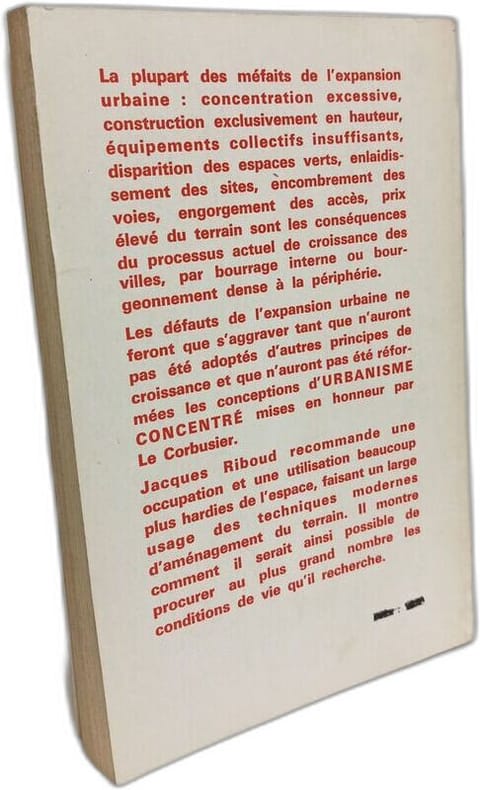 La plupart des méfaits de l'expansion
urbaine : concentration excessive,
construction exclusivement en hauteur,
équipements collectifs insuffisants,
disparition des espaces verts, enlaidis-
sement des sites, encombrement des
voies, engorgement des accès, prix
élevé du terrain sont les conséquences
du processus actuel de croissance des
villes, par bourrage interne ou bour-
geonnement dense à la périphérie.
Les défauts de l'expansion urbaine ne
feront que s'aggraver tant que n'auront
pas été adoptés d'autres principes de
croissance et que n'auront pas été réfor-
mées les conceptions d'URBANISME
CONCENTRÉ mises en honneur par
Le Corbusier.
Jacques Riboud recommande une
occupation et une utilisation beaucoup
plus hardies de l'espace, faisant un large
usage des techniques modernes
d'aménagement du terrain. Il montre
comment il serait ainsi possible de
procurer au plus grand nombre les
conditions de vie qu'il recherche.